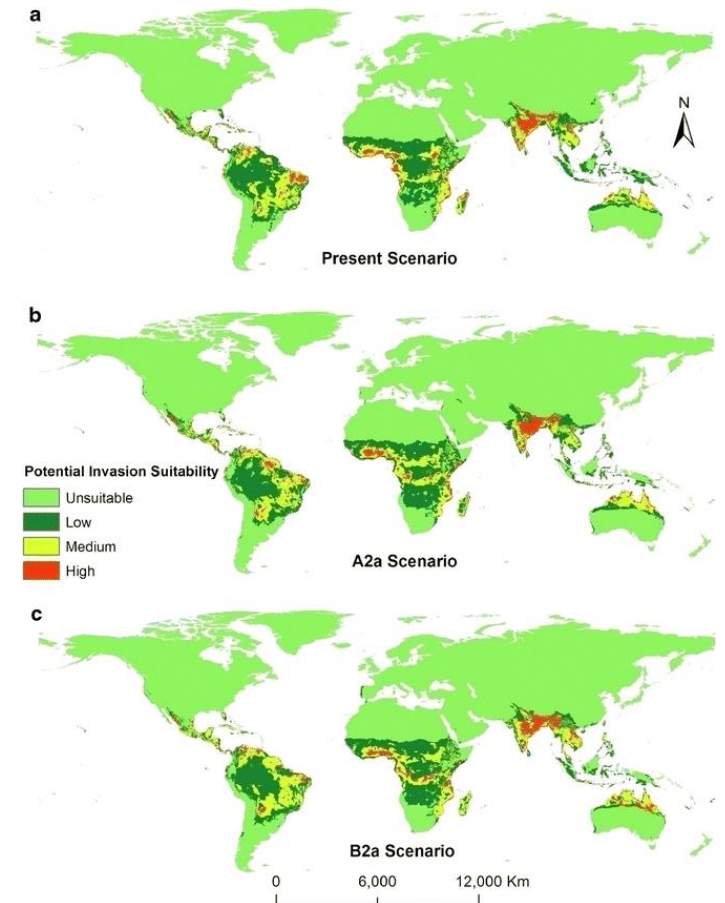 a
N
Present Scenario
b
Potential Invasion Suitability
Unsuitable
Low
Medium
High
A2a Scenario
c
B2a Scenario
0 6,000 12,000 Km